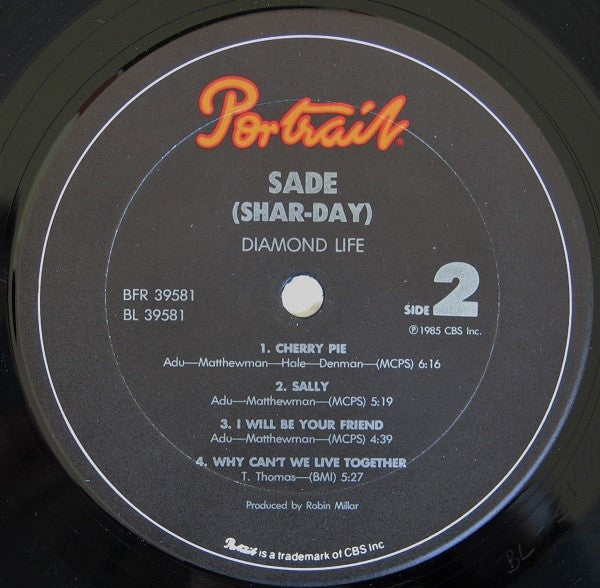 Portrait®
SADE
(SHAR-DAY)
DIAMOND LIFE
BFR 39581
BL 39581
SIDE 2
℗ 1985 CBS Inc.
1. CHERRY PIE
Adu—Matthewman—Hale—Denman—(MCPS) 6:16
2. SALLY
Adu—Matthewman—(MCPS) 5:19
3. I WILL BE YOUR FRIEND
Adu—Matthewman—(MCPS) 4:39
4. WHY CAN'T WE LIVE TOGETHER
T. Thomas—(BMI) 5:27
Produced by Robin Millar
Portrait is a trademark of CBS Inc
BL